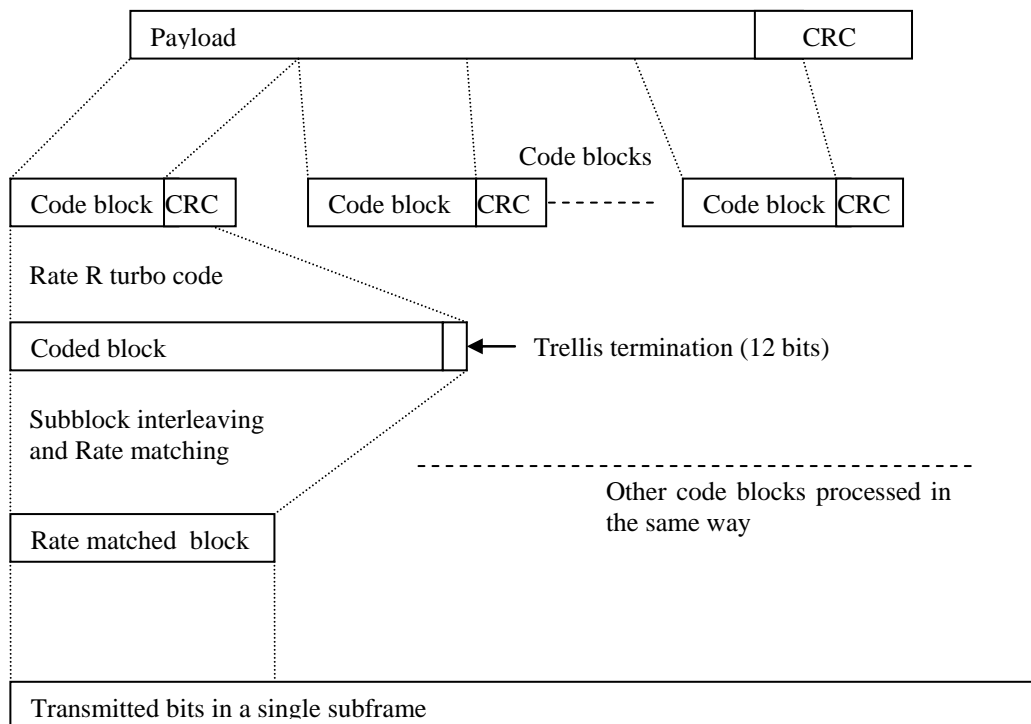 Payload
CRC
Code blocks
Code block
CRC
Code block
CRC
Code block
CRC
Rate R turbo code
Coded block
Trellis termination (12 bits)
Subblock interleaving
and Rate matching
Other code blocks processed in
the same way
Rate matched block
Transmitted bits in a single subframe